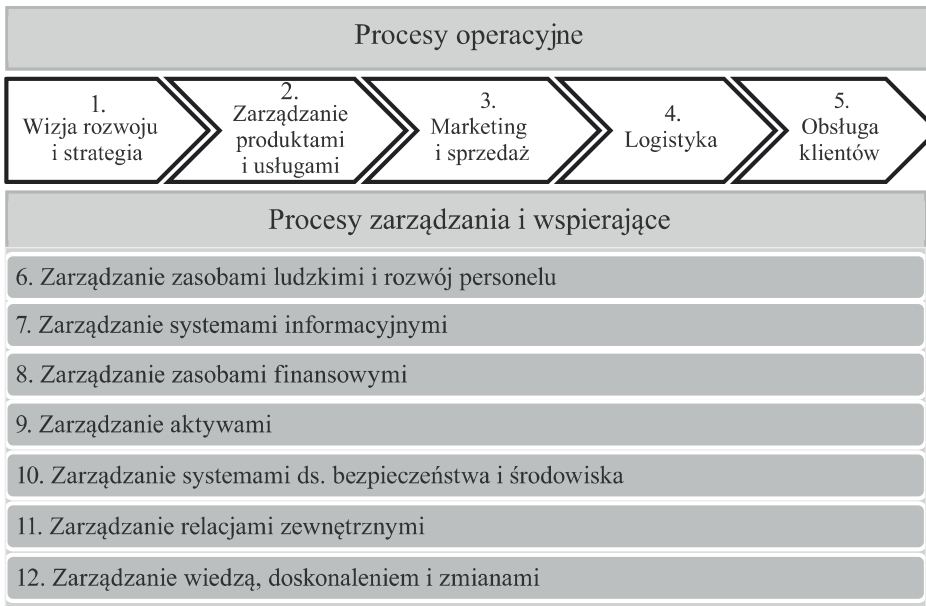 Procesy operacyjne
1.
Wizja rozwoju
i strategia
2.
Zarządzanie
produktami
i usługami
3.
Marketing
i sprzedaż
4.
Logistyka
5.
Obsługa
klientów
Procesy zarządzania i wspierające
6. Zarządzanie zasobami ludzkimi i rozwój personelu
7. Zarządzanie systemami informacyjnymi
8. Zarządzanie zasobami finansowymi
9. Zarządzanie aktywami
10. Zarządzanie systemami ds. bezpieczeństwa i środowiska
11. Zarządzanie relacjami zewnętrznymi
12. Zarządzanie wiedzą, doskonaleniem i zmianami